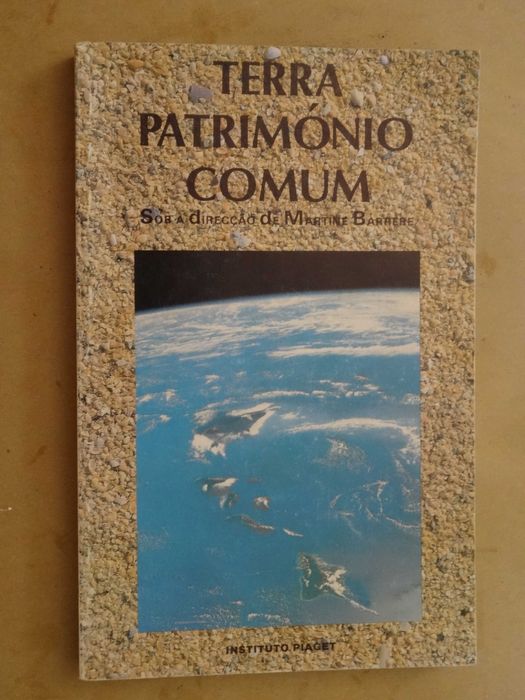 TERRA
PATRIMÓNIO
COMUM
SOB A dIRECÇÃO dE MARTINE BARRÈRE
INSTITUTO PIAGET